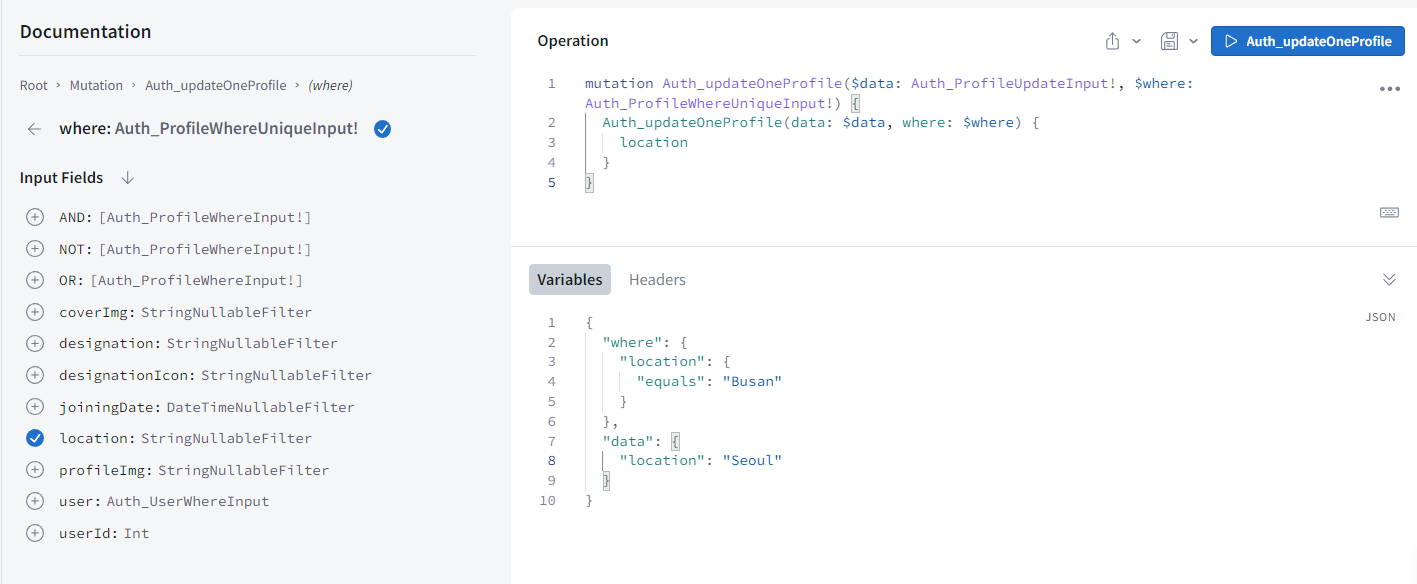 Documentation
Root › Mutation › Auth_updateOneProfile › (where)
where: Auth_ProfileWhereUniqueInput!
Input Fields
AND: [Auth_ProfileWhereInput!]
NOT: [Auth_ProfileWhereInput!]
OR: [Auth_ProfileWhereInput!]
coverImg: StringNullableFilter
designation: StringNullableFilter
designationIcon: StringNullableFilter
joiningDate: DateTimeNullableFilter
location: StringNullableFilter
profileImg: StringNullableFilter
user: Auth_UserWhereInput
userId: Int
Operation
Auth_updateOneProfile
1 mutation Auth_updateOneProfile($data: Auth_ProfileUpdateInput!, $where:
Auth_ProfileWhereUniqueInput!) {
2 Auth_updateOneProfile(data: $data, where: $where) {
3 location
4 }
5 }
Variables Headers
JSON
1 {
2 "where": {
3 "location": {
4 "equals": "Busan"
5 }
6 },
7 "data": {
8 "location": "Seoul"
9 }
10 }